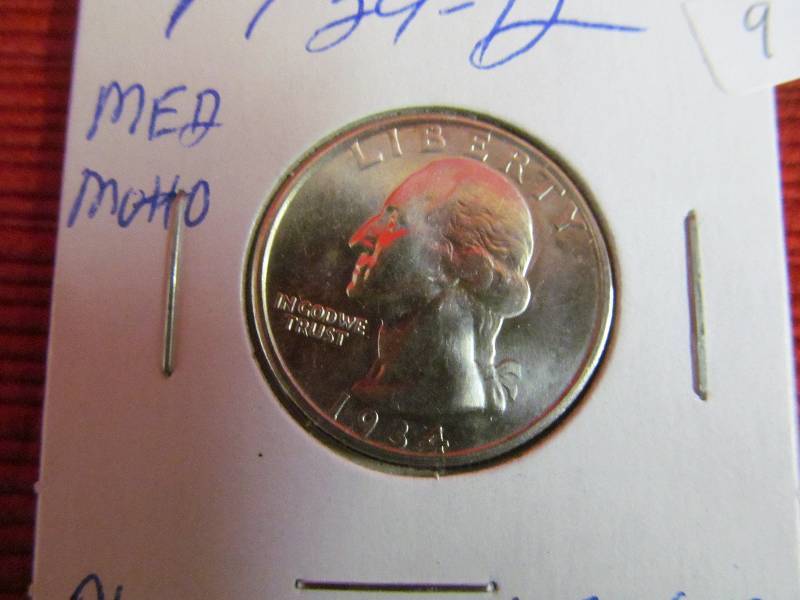 1934-D
9
MED
MOTTO
LIBERTY
IN GOD WE
TRUST
1934